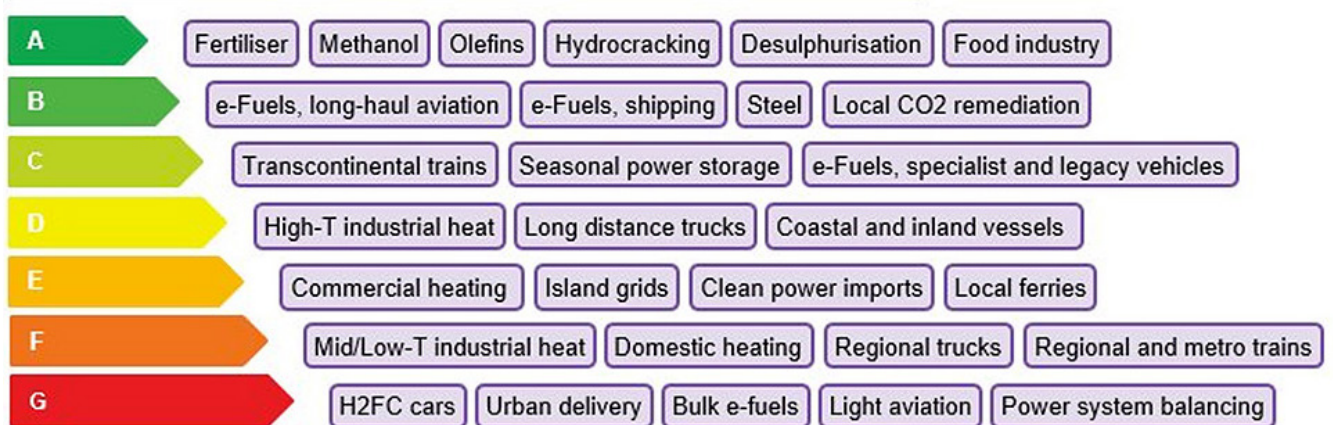 A Fertiliser Methanol Olefins Hydrocracking Desulphurisation Food industry
B e-Fuels, long-haul aviation e-Fuels, shipping Steel Local CO2 remediation
C Transcontinental trains Seasonal power storage e-Fuels, specialist and legacy vehicles
D High-T industrial heat Long distance trucks Coastal and inland vessels
E Commercial heating Island grids Clean power imports Local ferries
F Mid/Low-T industrial heat Domestic heating Regional trucks Regional and metro trains
G H2FC cars Urban delivery Bulk e-fuels Light aviation Power system balancing